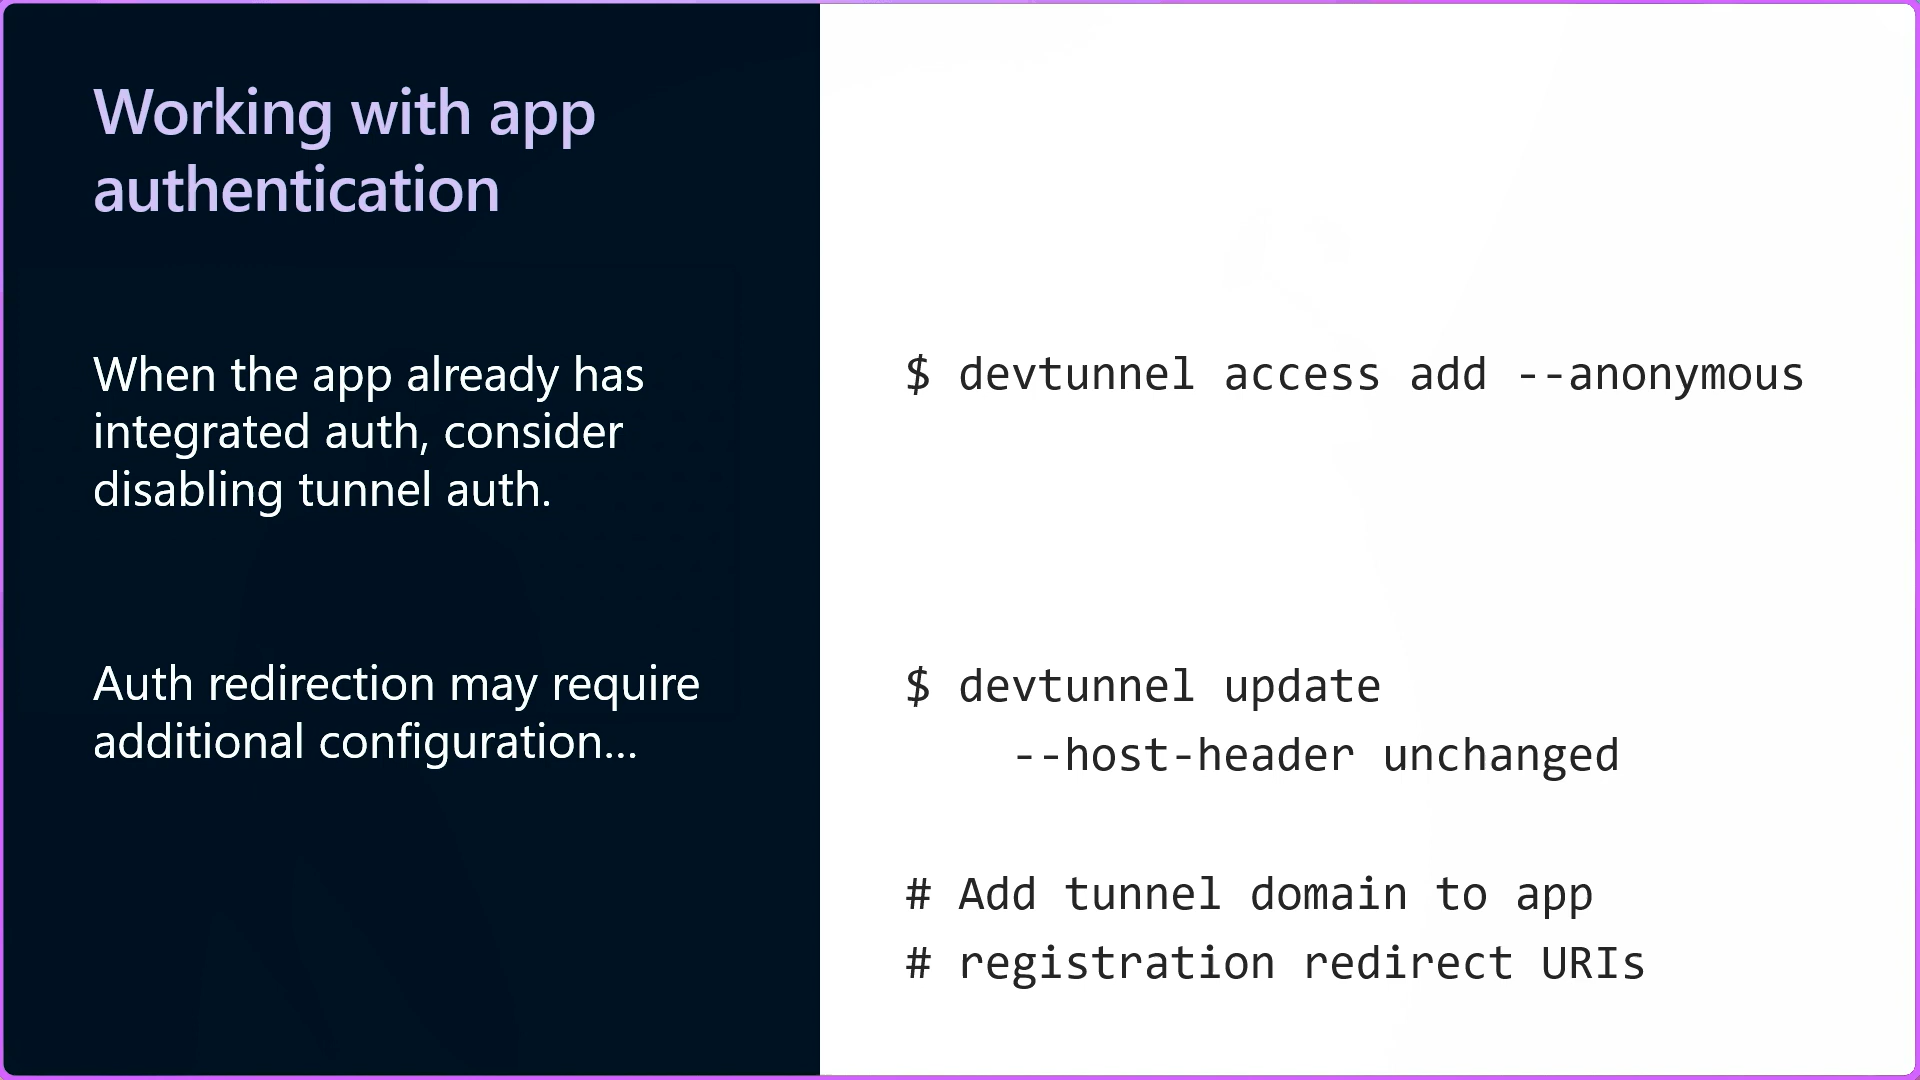 Working with app
authentication
When the app already has
integrated auth, consider
disabling tunnel auth.
$ devtunnel access add --anonymous
Auth redirection may require
additional configuration...
$ devtunnel update
--host-header unchanged
# Add tunnel domain to app
# registration redirect URIs